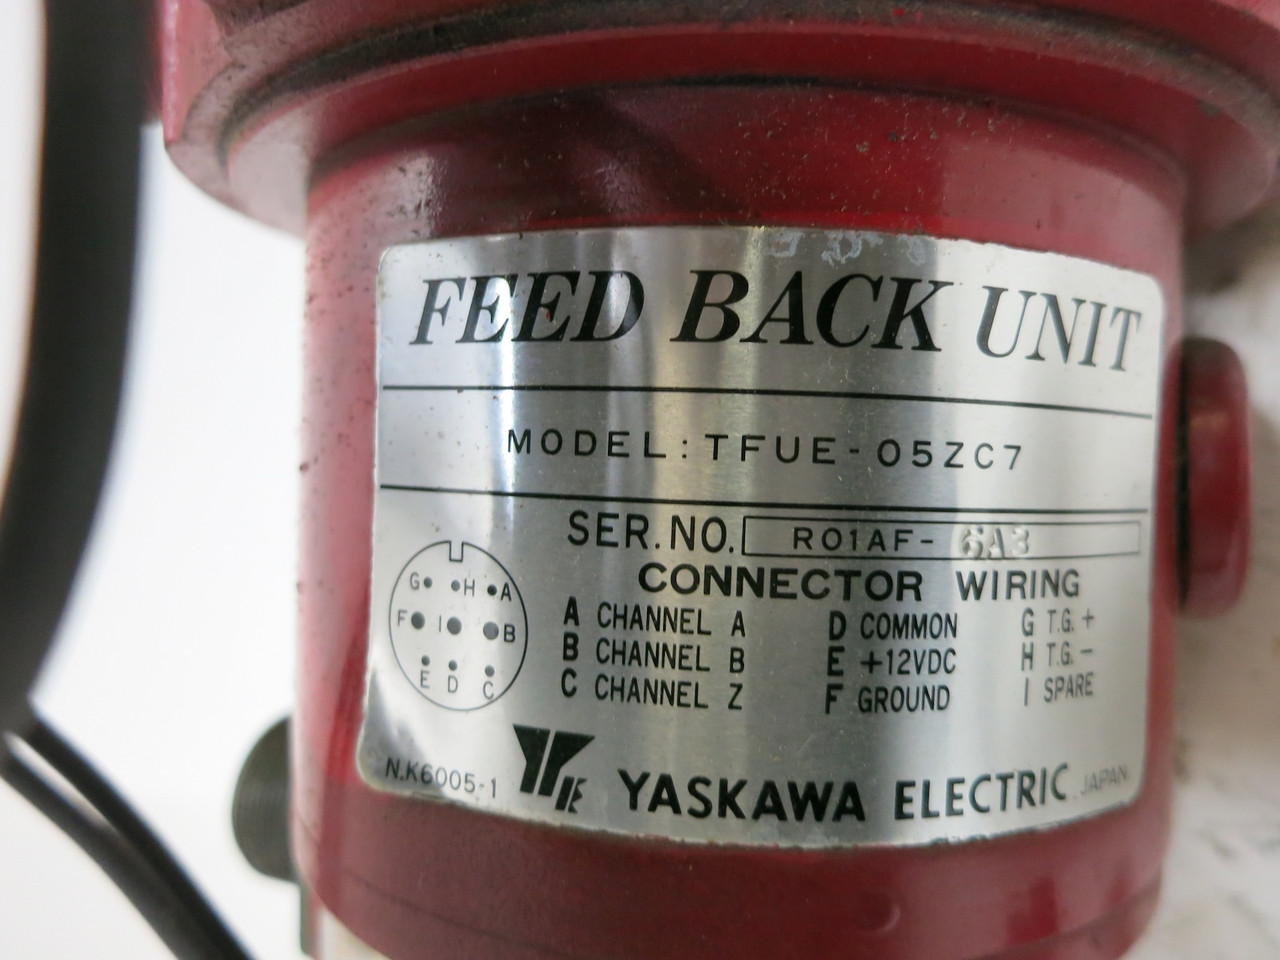 FEED BACK UNIT
MODEL: TFUE-05ZC7
SER. NO. R01AF- 6A3
CONNECTOR WIRING
G H A
F I B
E D C
A CHANNEL A D COMMON G T.G. +
B CHANNEL B E +12VDC H T.G. -
C CHANNEL Z F GROUND I SPARE
N.K6005-1 YASKAWA ELECTRIC JAPAN